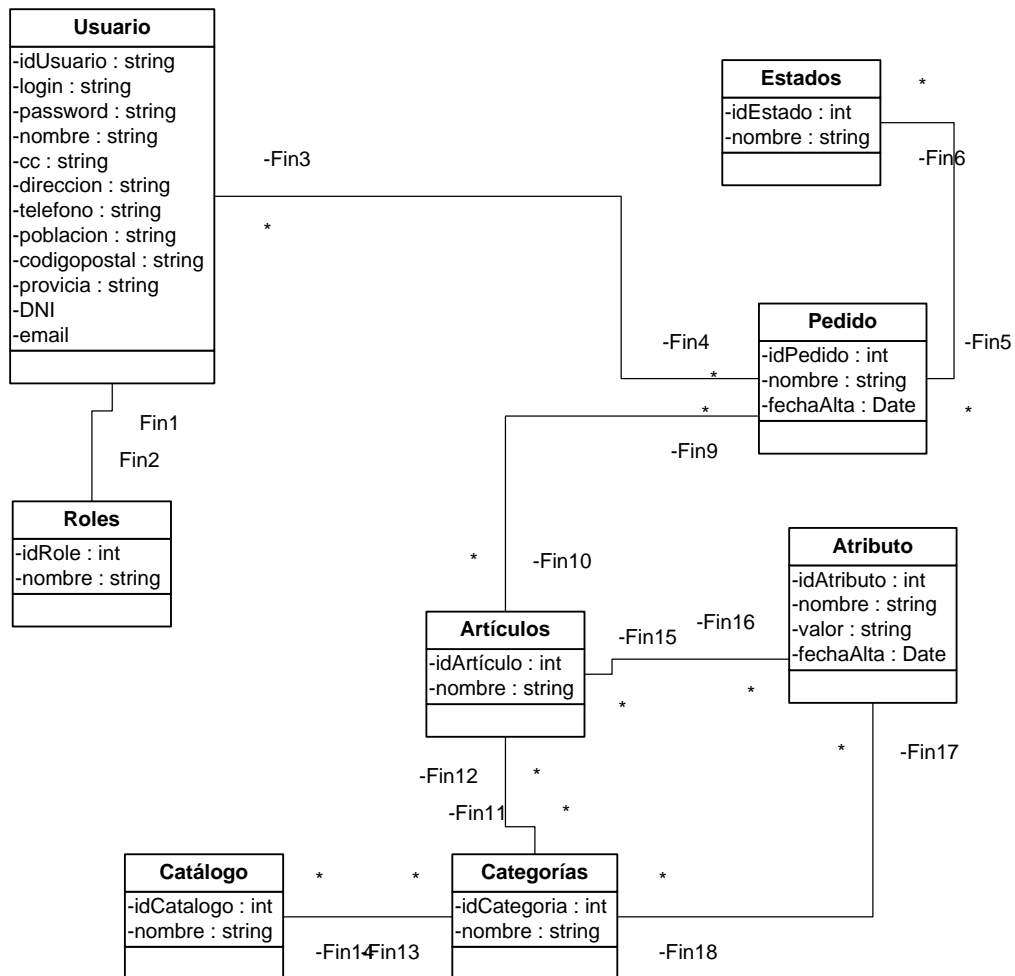 Usuario
-idUsuario : string
-login : string
-password : string
-nombre : string
-cc : string
-direccion : string
-telefono : string
-poblacion : string
-codigopostal : string
-provicia : string
-DNI
-email
Estados
-idEstado : int
-nombre : string
*
-Fin6
-Fin3
*
Pedido
-idPedido : int
-nombre : string
-fechaAlta : Date
-Fin4
*
-Fin5
*
*
-Fin9
Fin1
Fin2
Roles
-idRole : int
-nombre : string
*
-Fin10
Atributo
-idAtributo : int
-nombre : string
-valor : string
-fechaAlta : Date
Artículos
-idArtículo : int
-nombre : string
-Fin15
-Fin16
*
*
*
-Fin17
-Fin12
*
-Fin11
*
Catálogo
-idCatalogo : int
-nombre : string
*
*
-Fin14
-Fin13
Categorías
-idCategoria : int
-nombre : string
*
-Fin18